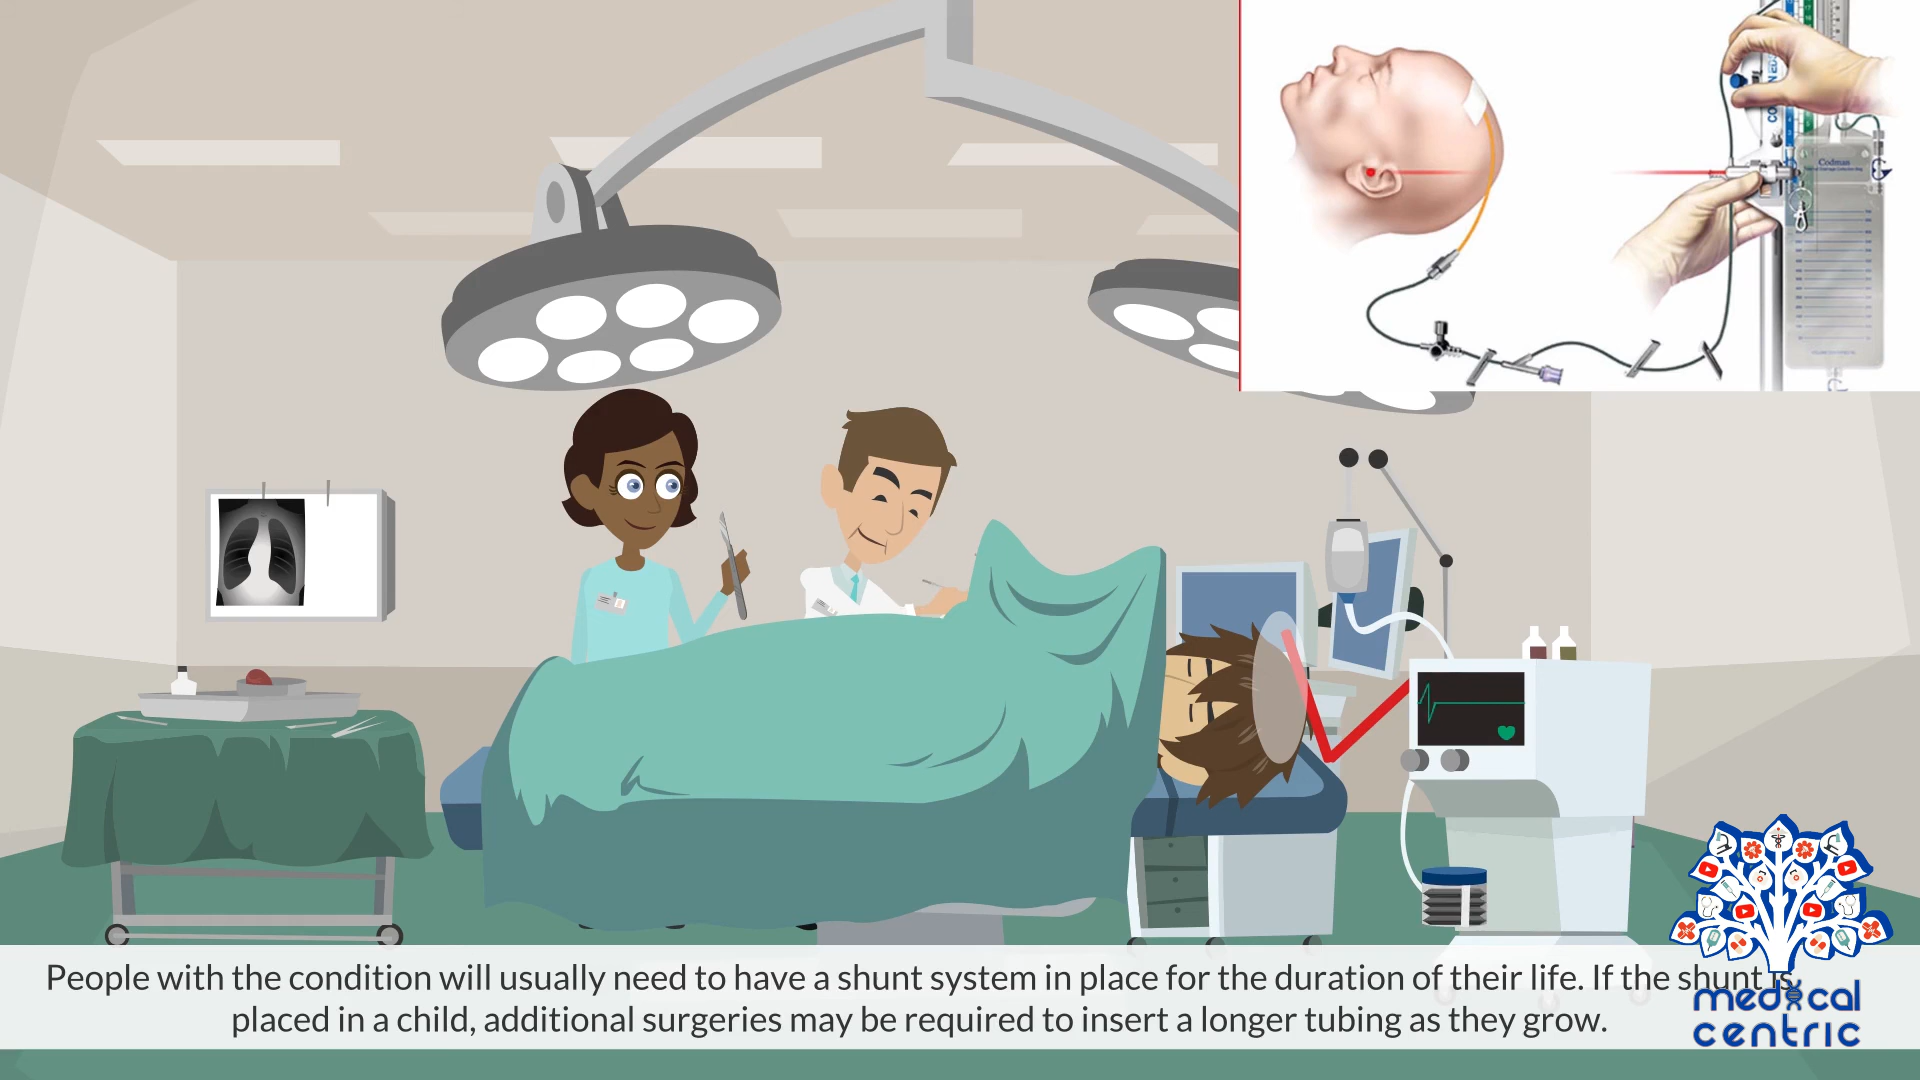 Codman
People with the condition will usually need to have a shunt system in place for the duration of their life. If the shunt is
placed in a child, additional surgeries may be required to insert a longer tubing as they grow.
medical
centric